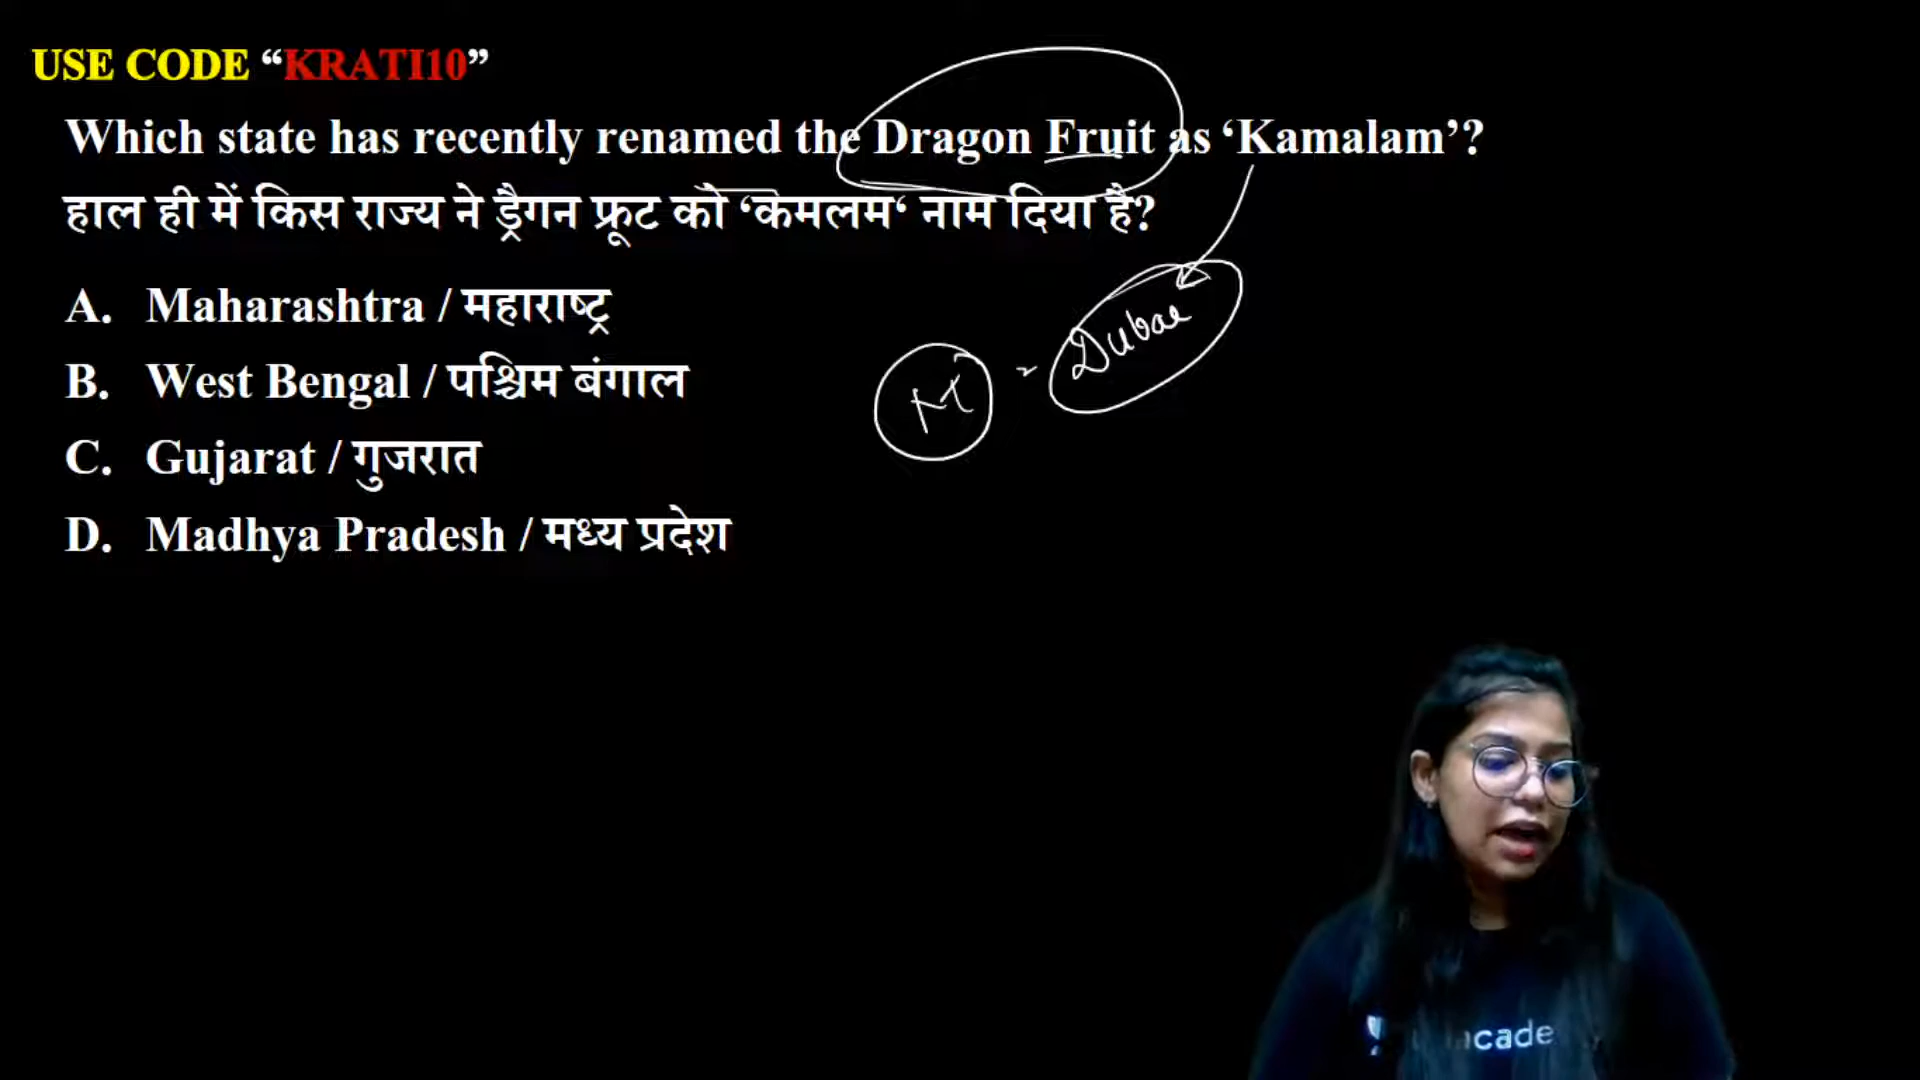 USE CODE “KRATI10”
Which state has recently renamed the Dragon Fruit as ‘Kamalam’?
हाल ही में किस राज्य ने ड्रैगन फ्रूट को ‘कमलम‘ नाम दिया है?
A. Maharashtra / महाराष्ट्र
B. West Bengal / पश्चिम बंगाल
C. Gujarat / गुजरात
D. Madhya Pradesh / मध्य प्रदेश
Dubae
cade